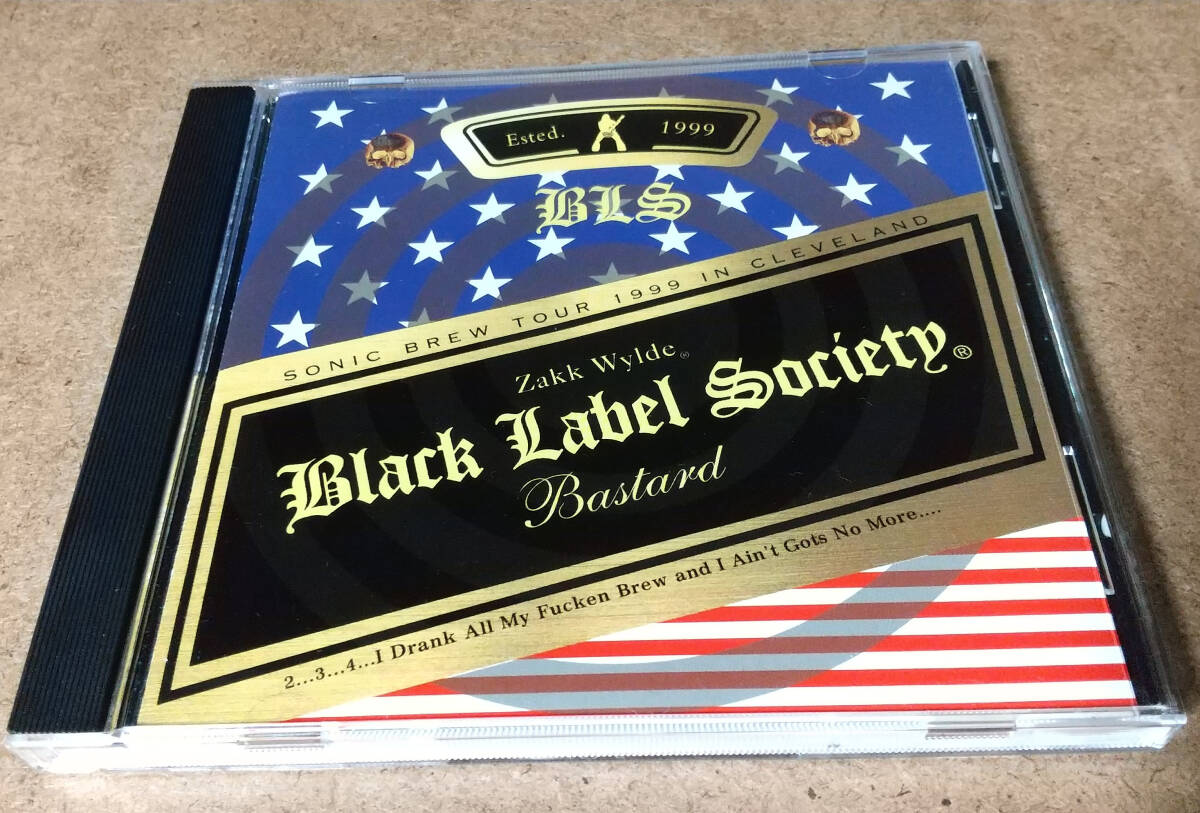 Ested. 1999
BLS
SONIC BREW TOUR 1999 IN CLEVELAND
Zakk Wylde®
Black Label Society®
Bastard
2...3...4...I Drank All My Fucken Brew and I Ain't Gots No More....